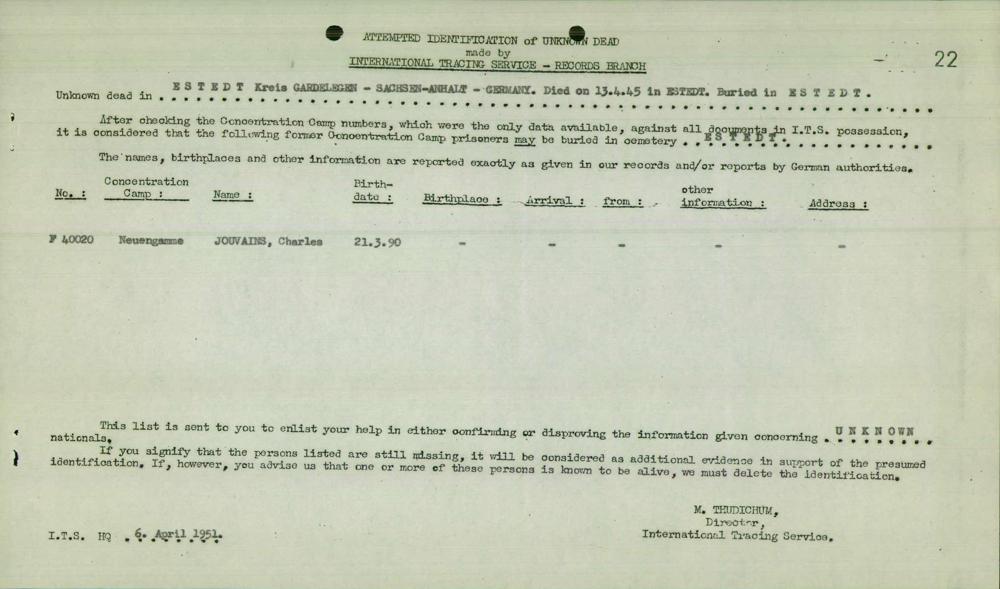 ATTEMPTED IDENTIFICATION of UNKNOWN DEAD
made by
INTERNATIONAL TRACING SERVICE - RECORDS BRANCH
22
Unknown dead in E S T E D T Kreis GARDELEGEN - SACHSEN-ANHALT - GERMANY. Died on 13.4.45 in ESTEDT. Buried in E S T E D T .
After checking the Concentration Camp numbers, which were the only data available, against all documents in I.T.S. possession,
it is considered that the following former Concentration Camp prisoners may be buried in cemetery . . E S T E D T.
The names, birthplaces and other information are reported exactly as given in our records and/or reports by German authorities.
No. : Concentration Camp : Name : Birth-date : Birthplace : Arrival : from : other information : Address :
F 40020 Neuengamme JOUVAINS, Charles 21.3.90 - - - - -
This list is sent to you to enlist your help in either confirming or disproving the information given concerning U N K N O W N
nationals.
If you signify that the persons listed are still missing, it will be considered as additional evidence in support of the presumed
identification. If, however, you advise us that one or more of these persons is known to be alive, we must delete the identification.
M. THUDICHUM,
Director,
International Tracing Service.
I.T.S. HQ . 6. April 1951.